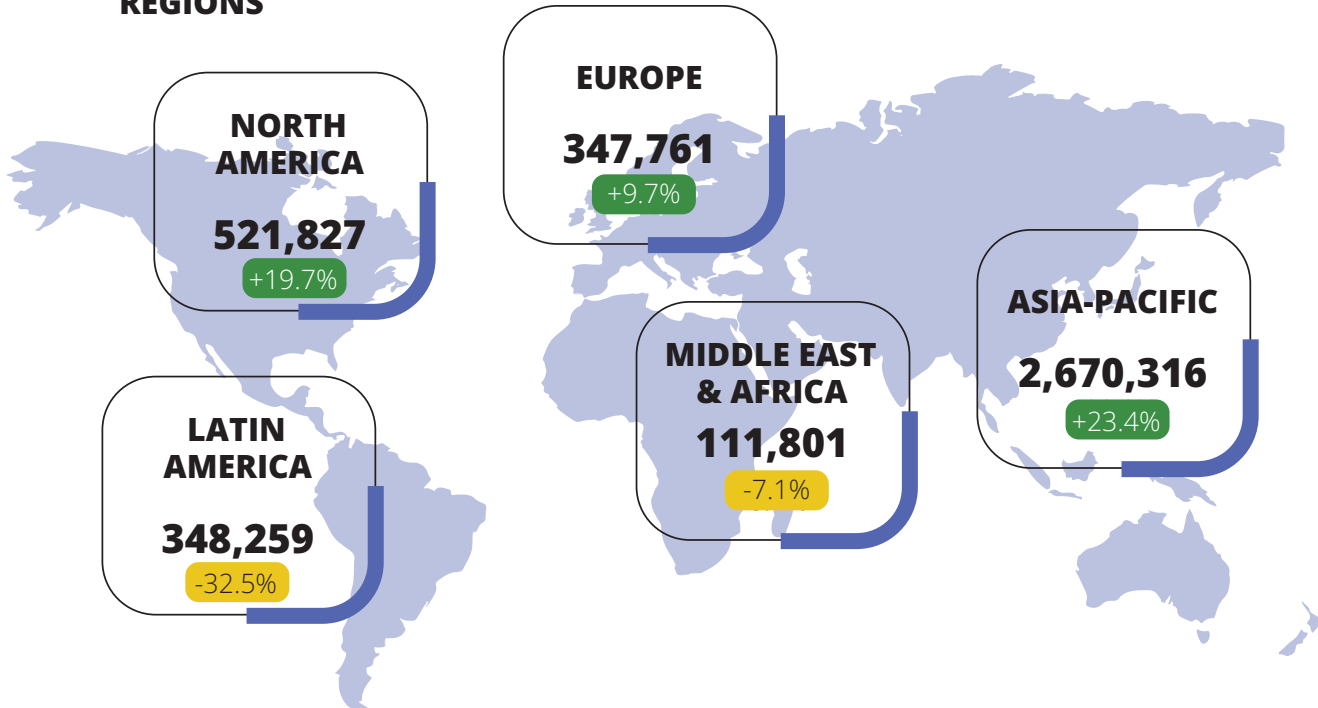 REGIONS
EUROPE
347,761
+9.7%
NORTH
AMERICA
521,827
+19.7%
ASIA-PACIFIC
2,670,316
+23.4%
MIDDLE EAST
& AFRICA
111,801
-7.1%
LATIN
AMERICA
348,259
-32.5%